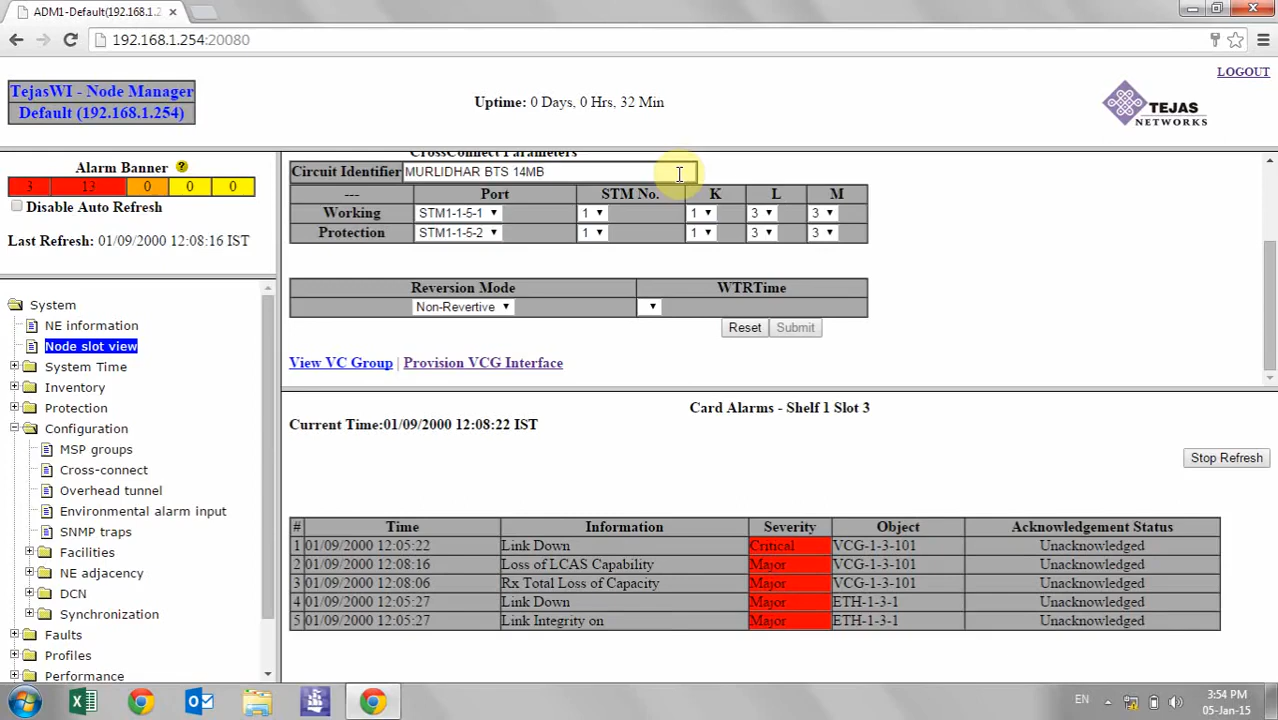 ADM1-Default(192.168.1.2
192.168.1.254:20080
LOGOUT
TejasWI - Node Manager
Default (192.168.1.254)
Uptime: 0 Days, 0 Hrs, 32 Min
TEJAS
NETWORKS
Alarm Banner ?
3 13 0 0 0
Disable Auto Refresh
Last Refresh: 01/09/2000 12:08:16 IST
System
NE information
Node slot view
System Time
Inventory
Protection
Configuration
MSP groups
Cross-connect
Overhead tunnel
Environmental alarm input
SNMP traps
Facilities
NE adjacency
DCN
Synchronization
Faults
Profiles
Performance
CrossConnect Parameters
Circuit Identifier MURLIDHAR BTS 14MB
--- Port STM No. K L M
Working STM1-1-5-1 1 1 3 3
Protection STM1-1-5-2 1 1 3 3
Reversion Mode WTRTime
Non-Revertive
Reset Submit
View VC Group | Provision VCG Interface
Card Alarms - Shelf 1 Slot 3
Current Time:01/09/2000 12:08:22 IST
Stop Refresh
# Time Information Severity Object Acknowledgement Status
1 01/09/2000 12:05:22 Link Down Critical VCG-1-3-101 Unacknowledged
2 01/09/2000 12:08:16 Loss of LCAS Capability Major VCG-1-3-101 Unacknowledged
3 01/09/2000 12:08:06 Rx Total Loss of Capacity Major VCG-1-3-101 Unacknowledged
4 01/09/2000 12:05:27 Link Down Major ETH-1-3-1 Unacknowledged
5 01/09/2000 12:05:27 Link Integrity on Major ETH-1-3-1 Unacknowledged
EN
3:54 PM
05-Jan-15